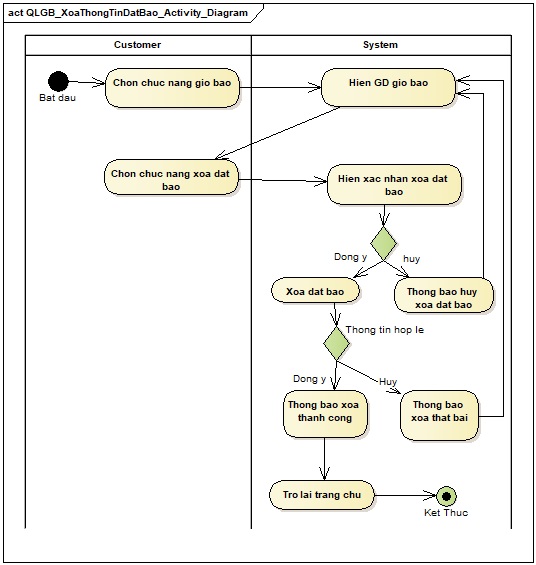 act QLGB_XoaThongTinDatBao_Activity_Diagram
Customer
System
Bat dau
Chon chuc nang gio bao
Hien GD gio bao
Chon chuc nang xoa dat
bao
Hien xac nhan xoa dat
bao
Dong y
huy
Xoa dat bao
Thong bao huy
xoa dat bao
Thong tin hop le
Dong y
Huy
Thong bao xoa
thanh cong
Thong bao
xoa that bai
Tro lai trang chu
Ket Thuc